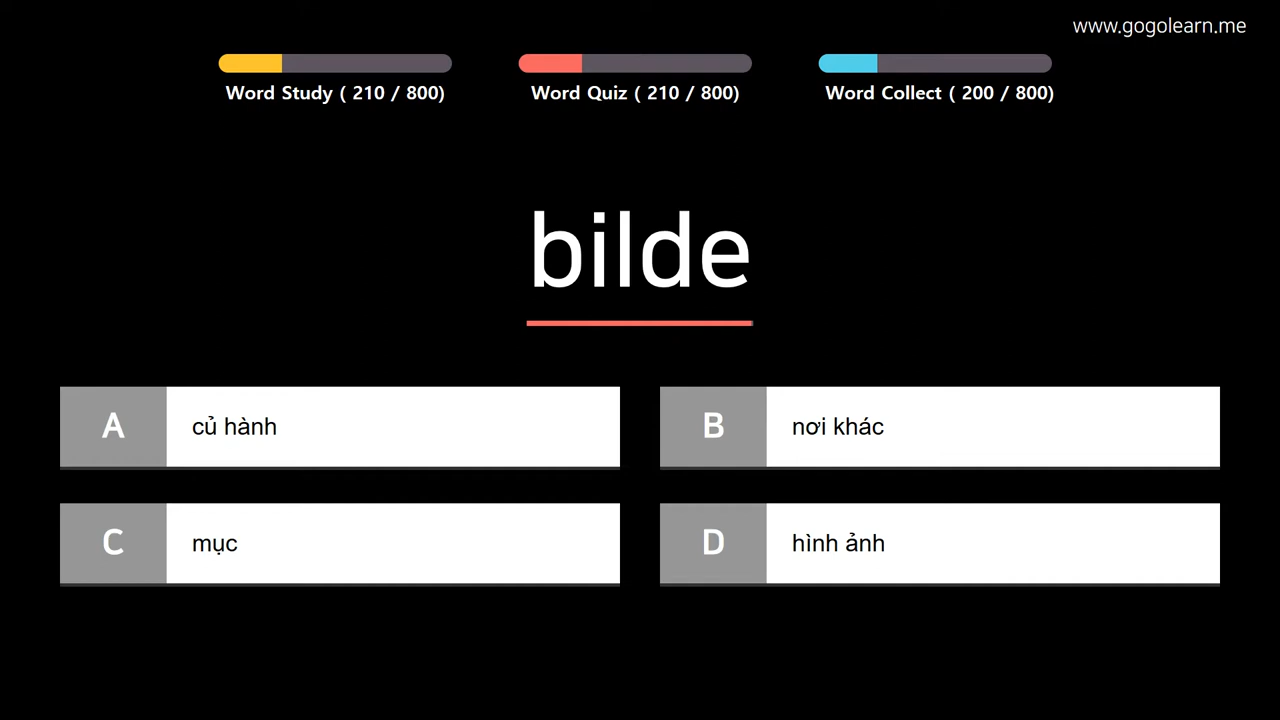 www.gogolearn.me
Word Study ( 210 / 800)
Word Quiz ( 210 / 800)
Word Collect ( 200 / 800)
bilde
A củ hành
B nơi khác
C mục
D hình ảnh